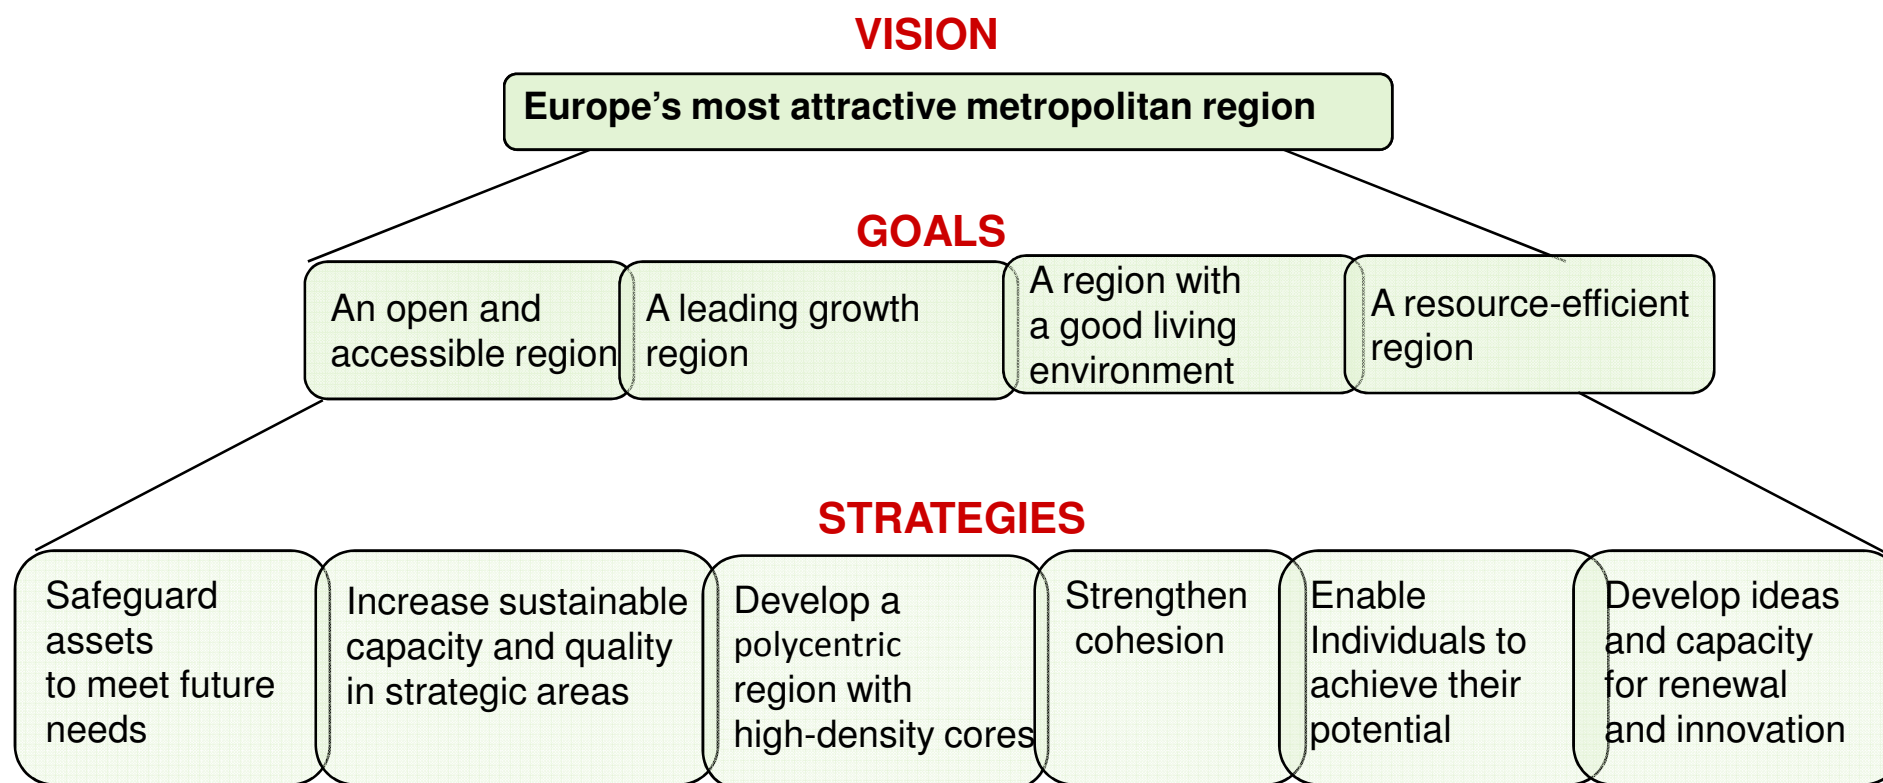 VISION
Europe's most attractive metropolitan region
GOALS
An open and
accessible region
A leading growth
region
A region with
a good living
environment
A resource-efficient
region
STRATEGIES
Safeguard
assets
to meet future
needs
Increase sustainable
capacity and quality
in strategic areas
Develop a
polycentric
region with
high-density cores
Strengthen
cohesion
Enable
Individuals to
achieve their
potential
Develop ideas
and capacity
for renewal
and innovation